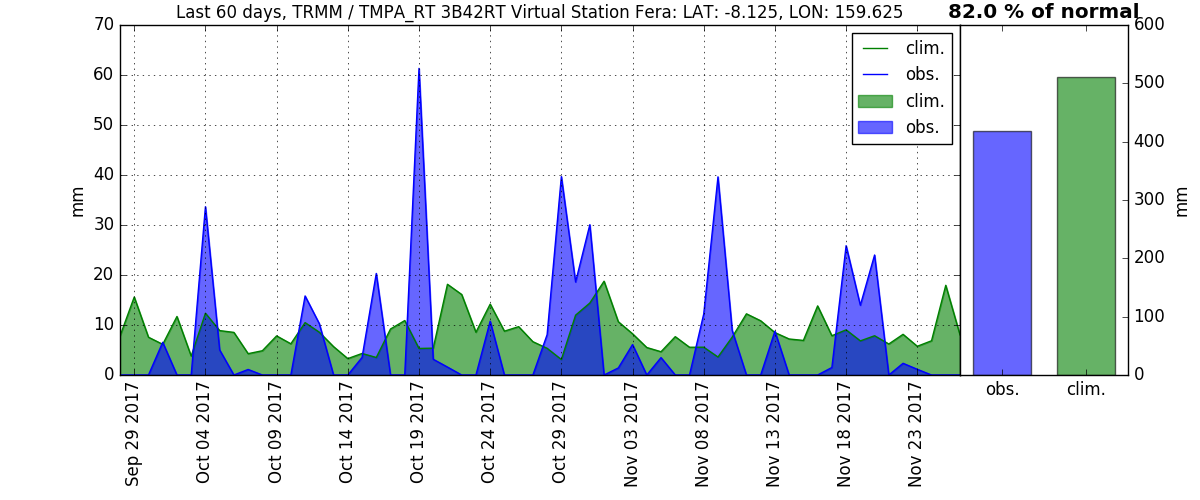 Last 60 days, TRMM / TMPA_RT 3B42RT Virtual Station Fera: LAT: -8.125, LON: 159.625
82.0 % of normal
70
60
50
40
30
20
10
0
mm
clim.
obs.
clim.
obs.
600
500
400
300
200
100
0
mm
obs.
clim.
Sep 29 2017
Oct 04 2017
Oct 09 2017
Oct 14 2017
Oct 19 2017
Oct 24 2017
Oct 29 2017
Nov 03 2017
Nov 08 2017
Nov 13 2017
Nov 18 2017
Nov 23 2017